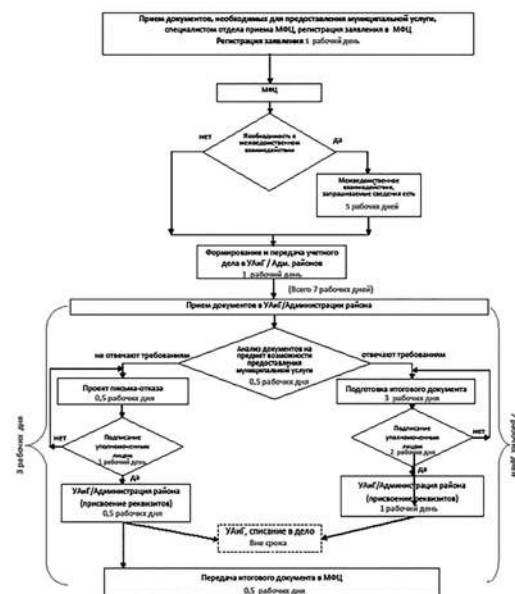 Прием документов, необходимых для предоставления муниципальной услуги,
специалистом отдела приема МФЦ, регистрация заявления в МФЦ
Регистрация заявления 1 рабочий день
МФЦ
нет
Необходимость в
межведомственном
взаимодействии
да
Межведомственное
взаимодействие,
запрашиваемые сведения есть
5 рабочих дней
Формирование и передача учетного
дела в УАиГ / Адм. районов
1 рабочий день
(Всего 7 рабочих дней)
Прием документов в УАиГ/Администрации района
не отвечают требованиям
Анализ документов на
предмет возможности
предоставления
муниципальной услуги
0,5 рабочих дня
отвечают требованиям
Проект письма-отказа
0,5 рабочих дня
Подготовка итогового документа
3 рабочих дня
нет
Подписание
уполномоченным
лицом
1 рабочий день
да
Подписание
уполномоченным
лицом
2 рабочих дня
нет
да
УАиГ/Администрация района
(присвоение реквизитов)
0,5 рабочих дня
УАиГ/Администрация района
(присвоение реквизитов)
1 рабочий день
УАиГ, списание в дело
Вне срока
Передача итогового документа в МФЦ
0,5 рабочих дня
3 рабочих дня
рабочих дней